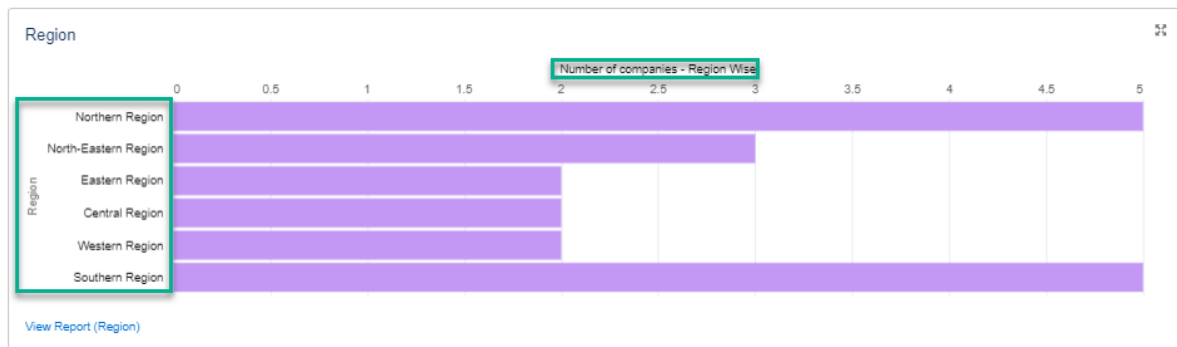 Region
Number of companies - Region Wise
0 0.5 1 1.5 2 2.5 3 3.5 4 4.5 5
Region
Northern Region
North-Eastern Region
Eastern Region
Central Region
Western Region
Southern Region
View Report (Region)